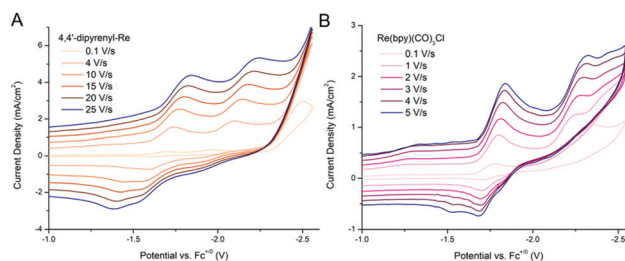 A
4,4'-dipyrenyl-Re
0.1 V/s
4 V/s
10 V/s
15 V/s
20 V/s
25 V/s
Current Density (mA/cm²)
6
4
2
0
-2
-4
-1.0
-1.5
-2.0
-2.5
Potential vs. Fc⁺/⁰ (V)
B
Re(bpy)(CO)₃Cl
0.1 V/s
1 V/s
2 V/s
3 V/s
4 V/s
5 V/s
Current Density (mA/cm²)
3
2
1
0
-1
-1.0
-1.5
-2.0
-2.5
Potential vs. Fc⁺/⁰ (V)